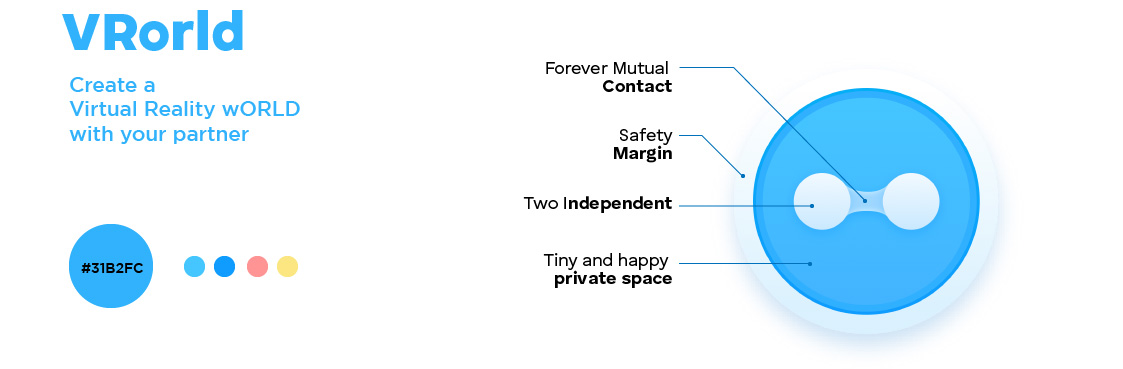 VRorld
Create a
Virtual Reality wORLD
with your partner
#31B2FC
Forever Mutual
Contact
Safety
Margin
Two Independent
Tiny and happy
private space